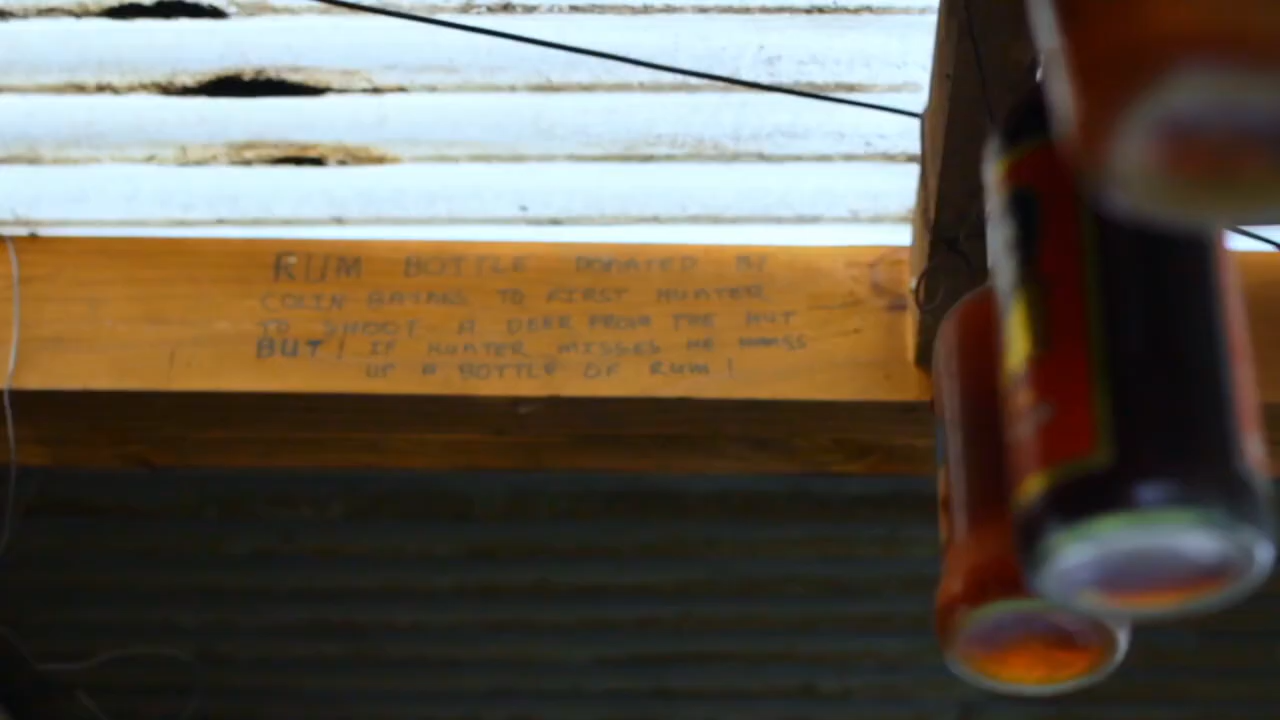 RUM BOTTLE DONATED BY
COLIN TO FIRST HUNTER
TO SHOOT A DEER FROM THE HUT
BUT! IF HUNTER MISSES HE HANGS
UP A BOTTLE OF RUM!